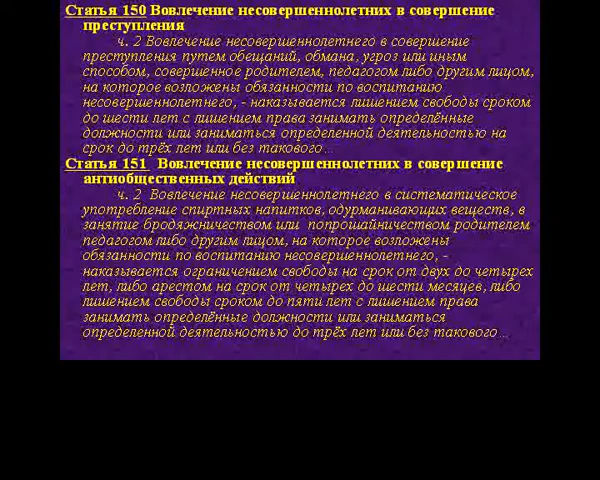 Статья 150 Вовлечение несовершеннолетних в совершение
преступления
ч. 2 Вовлечение несовершеннолетнего в совершение
преступления путем обещаний, обмана, угроз или иным
способом, совершенное родителем, педагогом либо другим лицом,
на которое возложены обязанности по воспитанию
несовершеннолетнего, - наказывается лишением свободы сроком
до шести лет с лишением права занимать определённые
должности или заниматься определенной деятельностью на
срок до трёх лет или без такового...
Статья 151 Вовлечение несовершеннолетних в совершение
антиобщественных действий
ч. 2 Вовлечение несовершеннолетнего в систематическое
употребление спиртных напитков, одурманивающих веществ, в
занятие бродяжничеством или попрошайничеством родителем
педагогом либо другим лицом, на которое возложены
обязанности по воспитанию несовершеннолетнего, -
наказывается ограничением свободы на срок от двух до четырех
лет, либо арестом на срок от четырех до шести месяцев, либо
лишением свободы сроком до пяти лет с лишением права
занимать определённые должности или заниматься
определенной деятельностью до трёх лет или без такового...